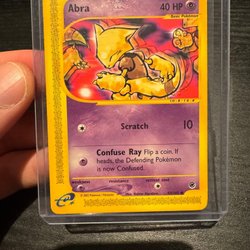 Abra 40 HP
Basic Pokémon
Scratch 10
Confuse Ray Flip a coin. If
heads, the Defending Pokémon
is now Confused.
weakness
e